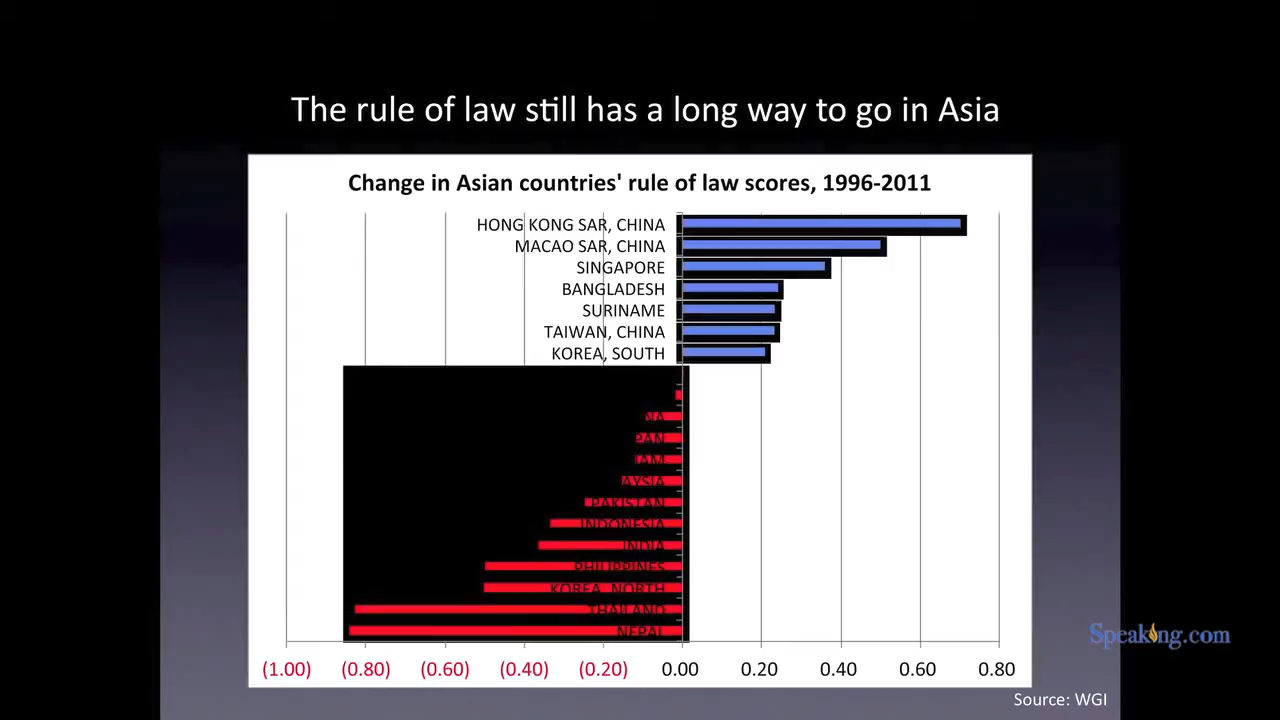 The rule of law still has a long way to go in Asia
Change in Asian countries' rule of law scores, 1996-2011
HONG KONG SAR, CHINA
MACAO SAR, CHINA
SINGAPORE
BANGLADESH
SURINAME
TAIWAN, CHINA
KOREA, SOUTH
PAKISTAN
INDONESIA
INDIA
PHILIPPINES
KOREA, NORTH
THAILAND
NEPAL
(1.00) (0.80) (0.60) (0.40) (0.20) 0.00 0.20 0.40 0.60 0.80
Speaking.com
Source: WGI